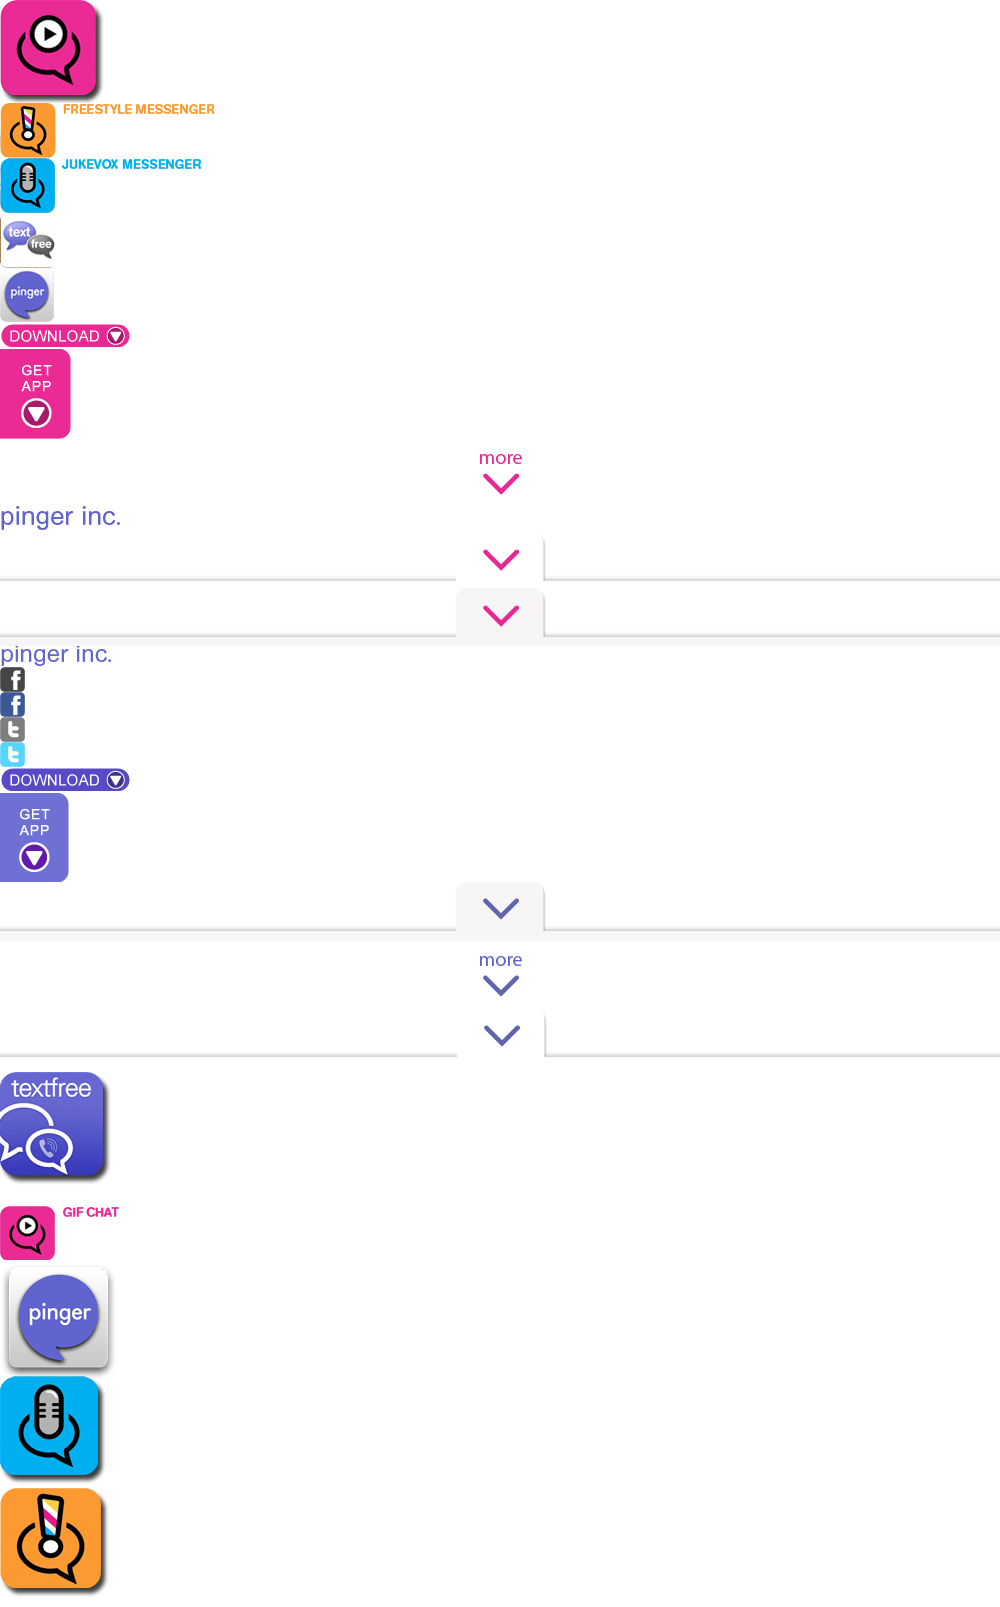 FREESTYLE MESSENGER
JUKEVOX MESSENGER
text
free
pinger
DOWNLOAD
GET
APP
more
pinger inc.
pinger inc.
f
f
t
t
DOWNLOAD
GET
APP
more
textfree
GIF CHAT
pinger